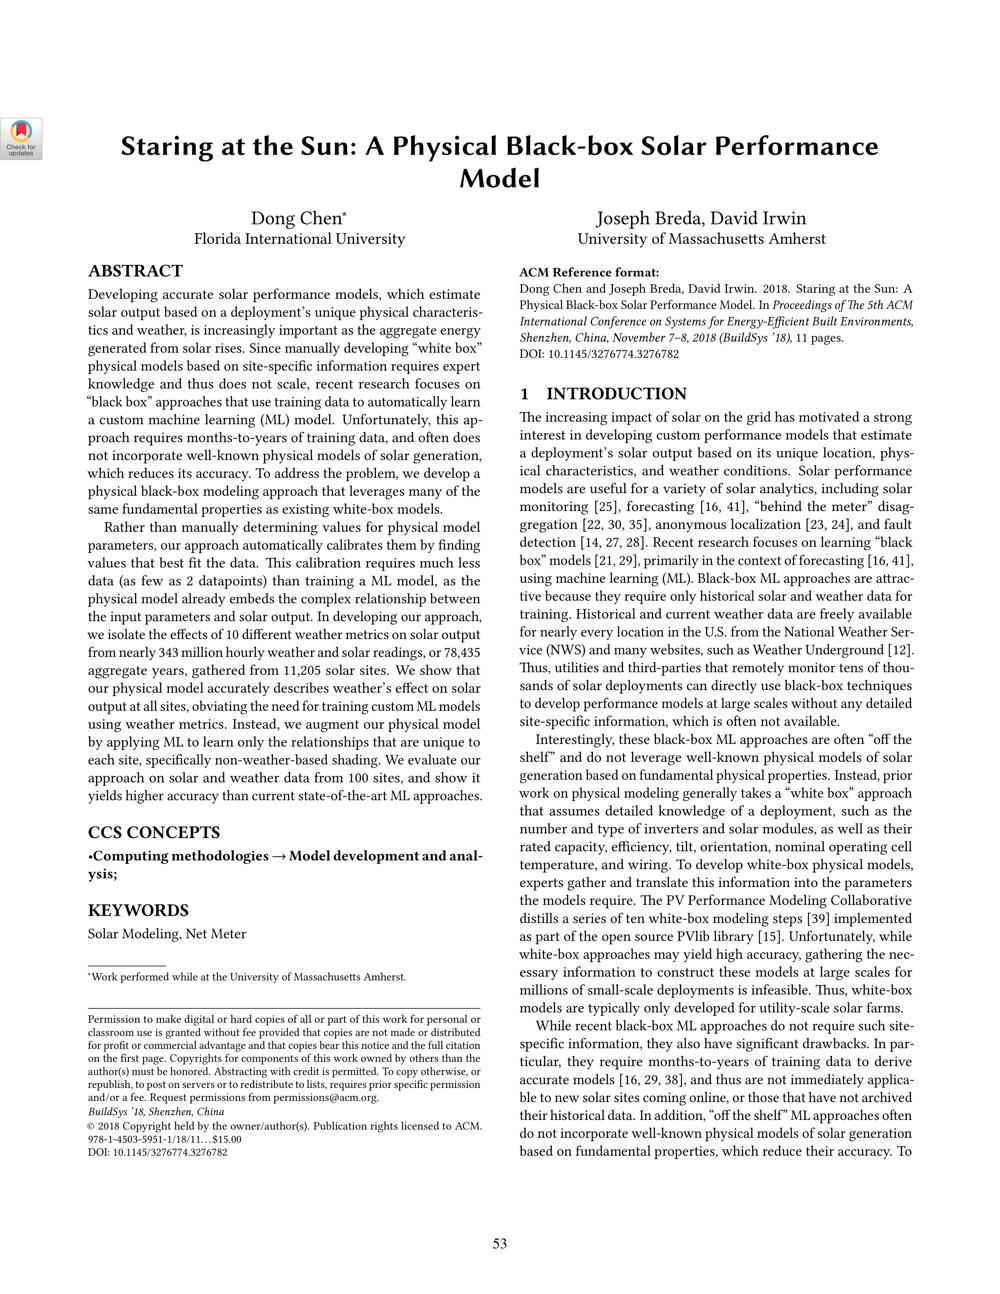 Check for
updates
Staring at the Sun: A Physical Black-box Solar Performance
Model
Dong Chen*
Florida International University
Joseph Breda, David Irwin
University of Massachusetts Amherst
ABSTRACT
Developing accurate solar performance models, which estimate
solar output based on a deployment's unique physical characteris-
tics and weather, is increasingly important as the aggregate energy
generated from solar rises. Since manually developing “white box”
physical models based on site-specific information requires expert
knowledge and thus does not scale, recent research focuses on
“black box” approaches that use training data to automatically learn
a custom machine learning (ML) model. Unfortunately, this ap-
proach requires months-to-years of training data, and often does
not incorporate well-known physical models of solar generation,
which reduces its accuracy. To address the problem, we develop a
physical black-box modeling approach that leverages many of the
same fundamental properties as existing white-box models.
Rather than manually determining values for physical model
parameters, our approach automatically calibrates them by finding
values that best fit the data. This calibration requires much less
data (as few as 2 datapoints) than training a ML model, as the
physical model already embeds the complex relationship between
the input parameters and solar output. In developing our approach,
we isolate the effects of 10 different weather metrics on solar output
from nearly 343 million hourly weather and solar readings, or 78,435
aggregate years, gathered from 11,205 solar sites. We show that
our physical model accurately describes weather's effect on solar
output at all sites, obviating the need for training custom ML models
using weather metrics. Instead, we augment our physical model
by applying ML to learn only the relationships that are unique to
each site, specifically non-weather-based shading. We evaluate our
approach on solar and weather data from 100 sites, and show it
yields higher accuracy than current state-of-the-art ML approaches.
CCS CONCEPTS
•Computing methodologies → Model development and anal-
ysis;
KEYWORDS
Solar Modeling, Net Meter
*Work performed while at the University of Massachusetts Amherst.
Permission to make digital or hard copies of all or part of this work for personal or
classroom use is granted without fee provided that copies are not made or distributed
for profit or commercial advantage and that copies bear this notice and the full citation
on the first page. Copyrights for components of this work owned by others than the
author(s) must be honored. Abstracting with credit is permitted. To copy otherwise, or
republish, to post on servers or to redistribute to lists, requires prior specific permission
and/or a fee. Request permissions from permissions@acm.org.
BuildSys '18, Shenzhen, China
© 2018 Copyright held by the owner/author(s). Publication rights licensed to ACM.
978-1-4503-5951-1/18/11...$15.00
DOI: 10.1145/3276774.3276782
ACM Reference format:
Dong Chen and Joseph Breda, David Irwin. 2018. Staring at the Sun: A
Physical Black-box Solar Performance Model. In Proceedings of The 5th ACM
International Conference on Systems for Energy-Efficient Built Environments,
Shenzhen, China, November 7–8, 2018 (BuildSys '18), 11 pages.
DOI: 10.1145/3276774.3276782
1 INTRODUCTION
The increasing impact of solar on the grid has motivated a strong
interest in developing custom performance models that estimate
a deployment's solar output based on its unique location, phys-
ical characteristics, and weather conditions. Solar performance
models are useful for a variety of solar analytics, including solar
monitoring [25], forecasting [16, 41], “behind the meter” disag-
gregation [22, 30, 35], anonymous localization [23, 24], and fault
detection [14, 27, 28]. Recent research focuses on learning “black
box” models [21, 29], primarily in the context of forecasting [16, 41],
using machine learning (ML). Black-box ML approaches are attrac-
tive because they require only historical solar and weather data for
training. Historical and current weather data are freely available
for nearly every location in the U.S. from the National Weather Ser-
vice (NWS) and many websites, such as Weather Underground [12].
Thus, utilities and third-parties that remotely monitor tens of thou-
sands of solar deployments can directly use black-box techniques
to develop performance models at large scales without any detailed
site-specific information, which is often not available.
Interestingly, these black-box ML approaches are often “off the
shelf” and do not leverage well-known physical models of solar
generation based on fundamental physical properties. Instead, prior
work on physical modeling generally takes a “white box” approach
that assumes detailed knowledge of a deployment, such as the
number and type of inverters and solar modules, as well as their
rated capacity, efficiency, tilt, orientation, nominal operating cell
temperature, and wiring. To develop white-box physical models,
experts gather and translate this information into the parameters
the models require. The PV Performance Modeling Collaborative
distills a series of ten white-box modeling steps [39] implemented
as part of the open source PVlib library [15]. Unfortunately, while
white-box approaches may yield high accuracy, gathering the nec-
essary information to construct these models at large scales for
millions of small-scale deployments is infeasible. Thus, white-box
models are typically only developed for utility-scale solar farms.
While recent black-box ML approaches do not require such site-
specific information, they also have significant drawbacks. In par-
ticular, they require months-to-years of training data to derive
accurate models [16, 29, 38], and thus are not immediately applica-
ble to new solar sites coming online, or those that have not archived
their historical data. In addition, “off the shelf” ML approaches often
do not incorporate well-known physical models of solar generation
based on fundamental properties, which reduce their accuracy. To
53